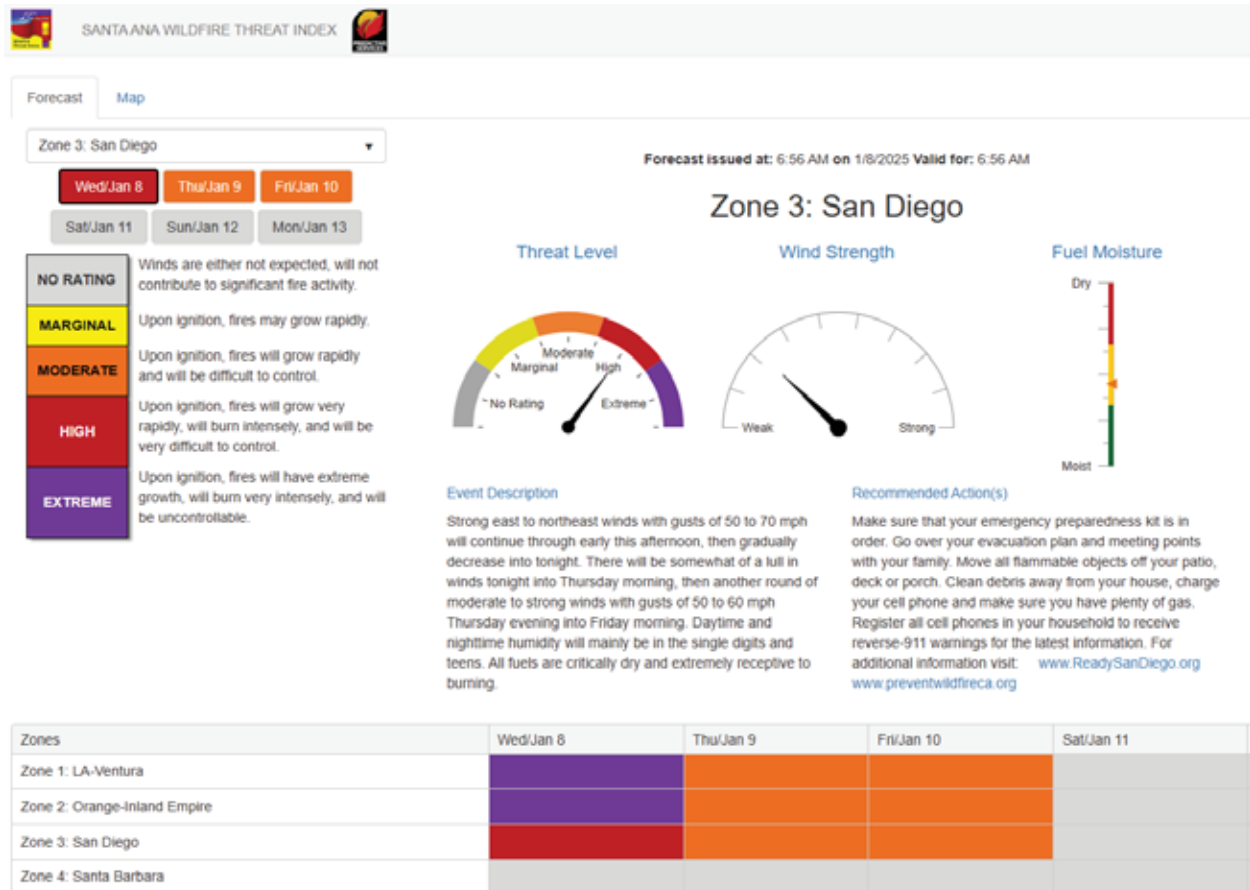 SANTA ANA WILDFIRE THREAT INDEX
PREDICTIVE
SERVICES
Forecast Map
Zone 3: San Diego
Wed/Jan 8 Thu/Jan 9 Fri/Jan 10
Sat/Jan 11 Sun/Jan 12 Mon/Jan 13
NO RATING
Winds are either not expected, will not
contribute to significant fire activity.
MARGINAL
Upon ignition, fires may grow rapidly.
MODERATE
Upon ignition, fires will grow rapidly
and will be difficult to control.
HIGH
Upon ignition, fires will grow very
rapidly, will burn intensely, and will be
very difficult to control.
EXTREME
Upon ignition, fires will have extreme
growth, will burn very intensely, and will
be uncontrollable.
Forecast issued at: 6:56 AM on 1/8/2025 Valid for: 6:56 AM
Zone 3: San Diego
Threat Level
No Rating
Marginal
Moderate
High
Extreme
Wind Strength
Weak
Strong
Fuel Moisture
Dry
Moist
Event Description
Strong east to northeast winds with gusts of 50 to 70 mph
will continue through early this afternoon, then gradually
decrease into tonight. There will be somewhat of a lull in
winds tonight into Thursday morning, then another round of
moderate to strong winds with gusts of 50 to 60 mph
Thursday evening into Friday morning. Daytime and
nighttime humidity will mainly be in the single digits and
teens. All fuels are critically dry and extremely receptive to
burning.
Recommended Action(s)
Make sure that your emergency preparedness kit is in
order. Go over your evacuation plan and meeting points
with your family. Move all flammable objects off your patio,
deck or porch. Clean debris away from your house, charge
your cell phone and make sure you have plenty of gas.
Register all cell phones in your household to receive
reverse-911 warnings for the latest information. For
additional information visit: www.ReadySanDiego.org
www.preventwildfireca.org
Zones Wed/Jan 8 Thu/Jan 9 Fri/Jan 10 Sat/Jan 11
Zone 1: LA-Ventura
Zone 2: Orange-Inland Empire
Zone 3: San Diego
Zone 4: Santa Barbara